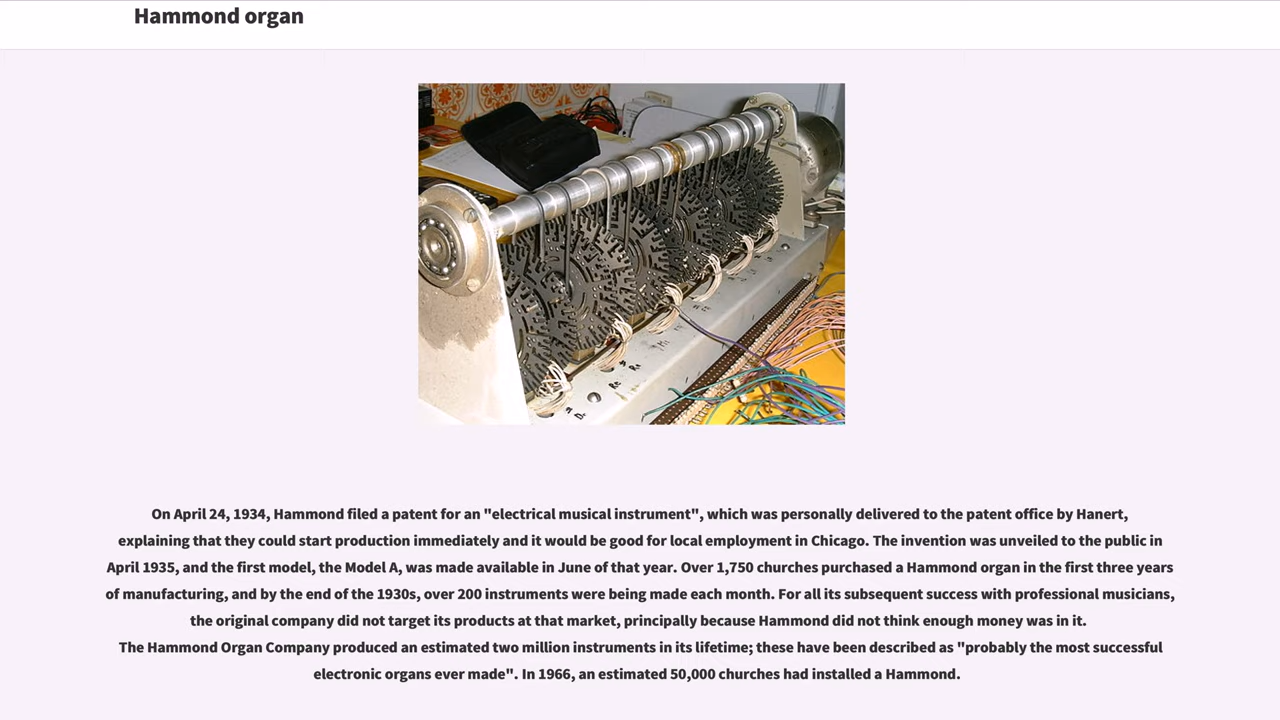 Hammond organ
On April 24, 1934, Hammond filed a patent for an "electrical musical instrument", which was personally delivered to the patent office by Hanert,
explaining that they could start production immediately and it would be good for local employment in Chicago. The invention was unveiled to the public in
April 1935, and the first model, the Model A, was made available in June of that year. Over 1,750 churches purchased a Hammond organ in the first three years
of manufacturing, and by the end of the 1930s, over 200 instruments were being made each month. For all its subsequent success with professional musicians,
the original company did not target its products at that market, principally because Hammond did not think enough money was in it.
The Hammond Organ Company produced an estimated two million instruments in its lifetime; these have been described as "probably the most successful
electronic organs ever made". In 1966, an estimated 50,000 churches had installed a Hammond.